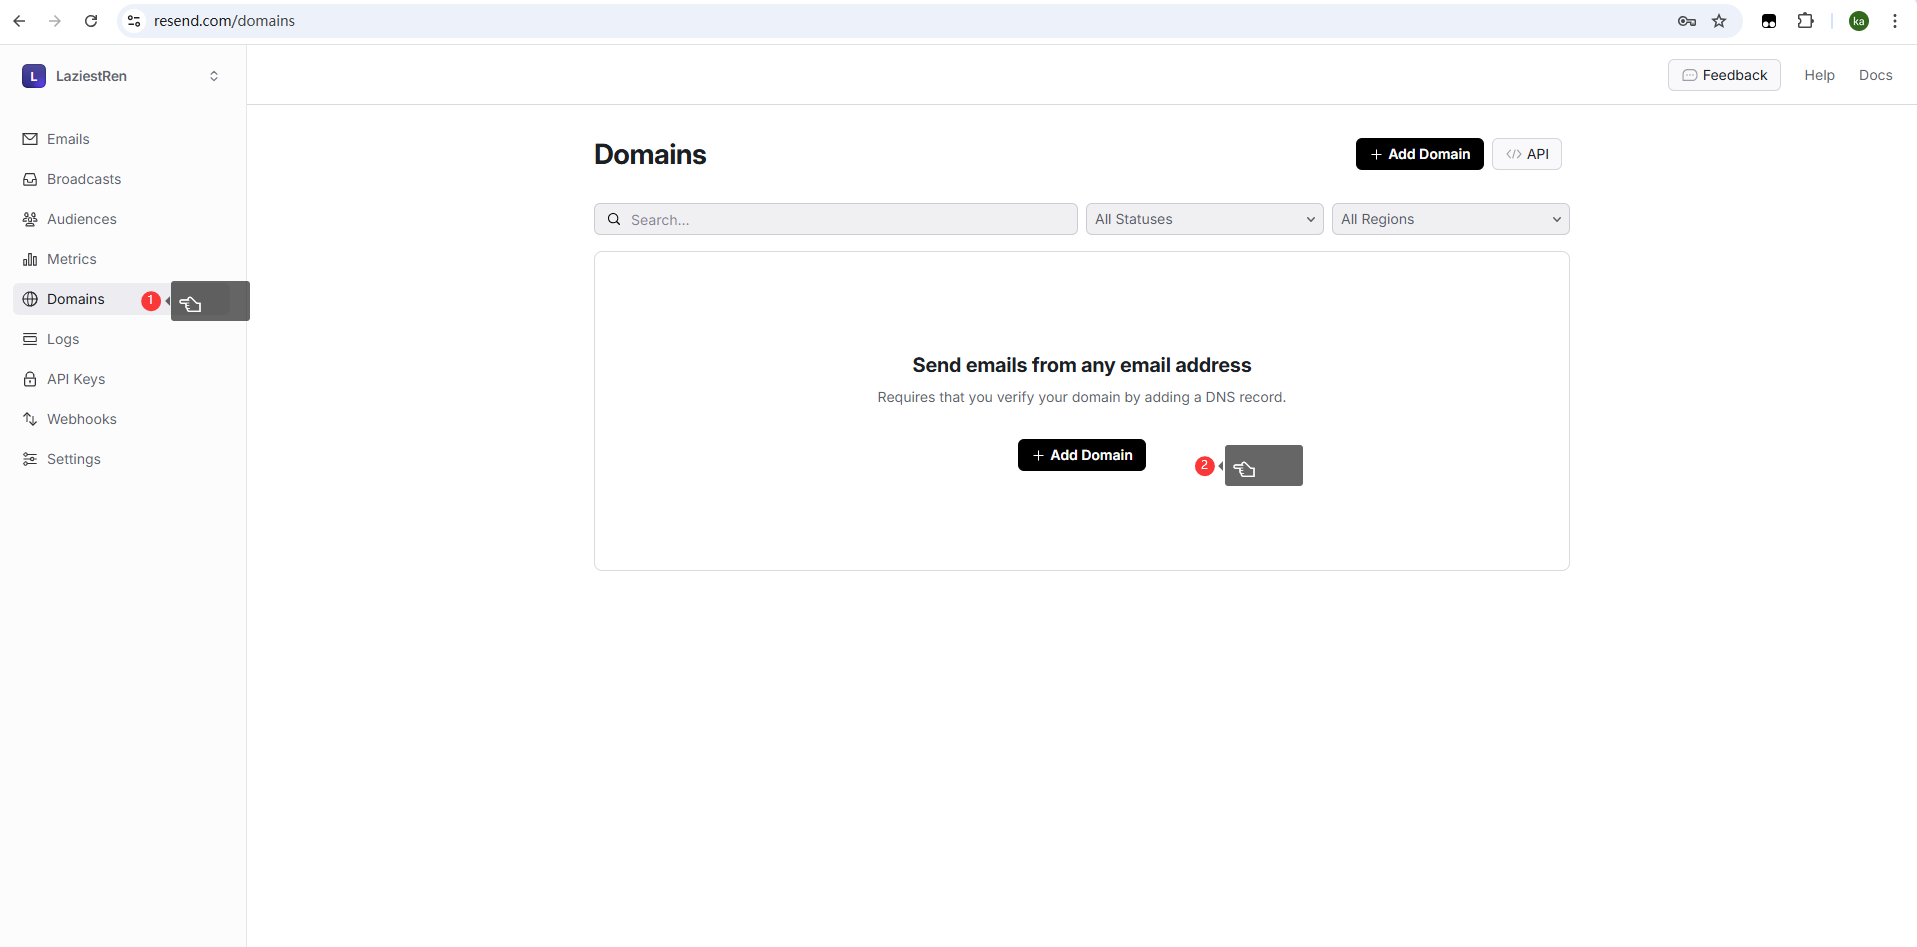 resend.com/domains
ka
L LaziestRen
Feedback
Help
Docs
Emails
Broadcasts
Audiences
Metrics
Domains
1
Logs
API Keys
Webhooks
Settings
Domains
+ Add Domain
</> API
Search...
All Statuses
All Regions
Send emails from any email address
Requires that you verify your domain by adding a DNS record.
+ Add Domain
2